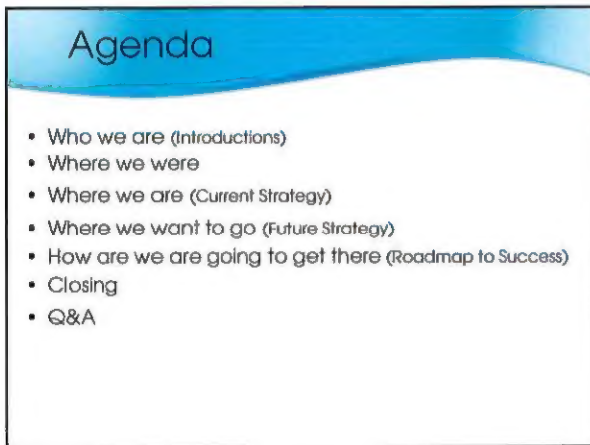 Agenda
• Who we are (Introductions)
• Where we were
• Where we are (Current Strategy)
• Where we want to go (Future Strategy)
• How are we are going to get there (Roadmap to Success)
• Closing
• Q&A